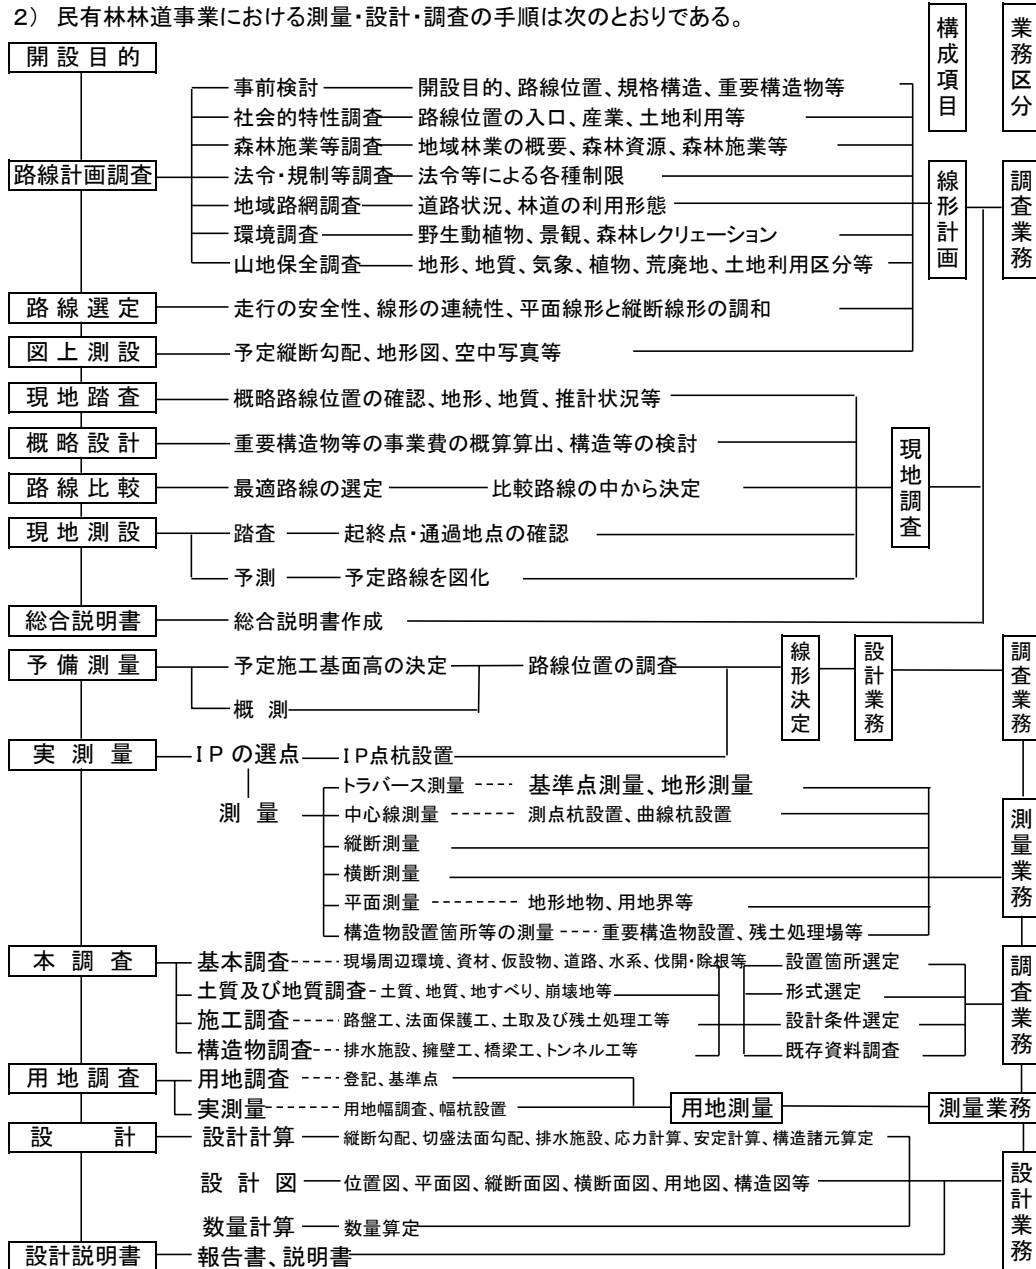 2） 民有林林道事業における測量・設計・調査の手順は次のとおりである。
構成項目
業務区分
開設目的
事前検討 開設目的、路線位置、規格構造、重要構造物等
社会的特性調査 路線位置の入口、産業、土地利用等
森林施業等調査 地域林業の概要、森林資源、森林施業等
路線計画調査 法令・規制等調査 法令等による各種制限
線形計画
調査業務
地域路網調査 道路状況、林道の利用形態
環境調査 野生動植物、景観、森林レクリェーション
山地保全調査 地形、地質、気象、植物、荒廃地、土地利用区分等
路線選定 走行の安全性、線形の連続性、平面線形と縦断線形の調和
図上測設 予定縦断勾配、地形図、空中写真等
現地踏査 概略路線位置の確認、地形、地質、推計状況等
概略設計 重要構造物等の事業費の概算算出、構造等の検討
現地調査
路線比較 最適路線の選定 比較路線の中から決定
現地測設 踏査 起終点・通過地点の確認
予測 予定路線を図化
総合説明書 総合説明書作成
予備測量 予定施工基面高の決定 路線位置の調査
線形決定
設計業務
調査業務
概 測
実測量 IPの選点 IP点杭設置
測 量 トラバース測量 ---- 基準点測量、地形測量
中心線測量 ------ 測点杭設置、曲線杭設置
縦断測量
測量業務
横断測量
平面測量 -------- 地形地物、用地界等
構造物設置箇所等の測量 ---- 重要構造物設置、残土処理場等
本調査 基本調査 ----- 現場周辺環境、資材、仮設物、道路、水系、伐開・除根等 設置箇所選定
調査業務
土質及び地質調査 - 土質、地質、地すべり、崩壊地等 形式選定
施工調査 ----- 路盤工、法面保護工、土取及び残土処理工等 設計条件選定
構造物調査 --- 排水施設、擁壁工、橋梁工、トンネル工等 既存資料調査
用地調査 用地調査 ---- 登記、基準点
実測量 ------- 用地幅調査、幅杭設置 用地測量 測量業務
設 計 設計計算 縦断勾配、切盛法面勾配、排水施設、応力計算、安定計算、構造諸元算定
設計図 位置図、平面図、縦断面図、横断面図、用地図、構造図等
設計業務
数量計算 数量算定
設計説明書 報告書、説明書